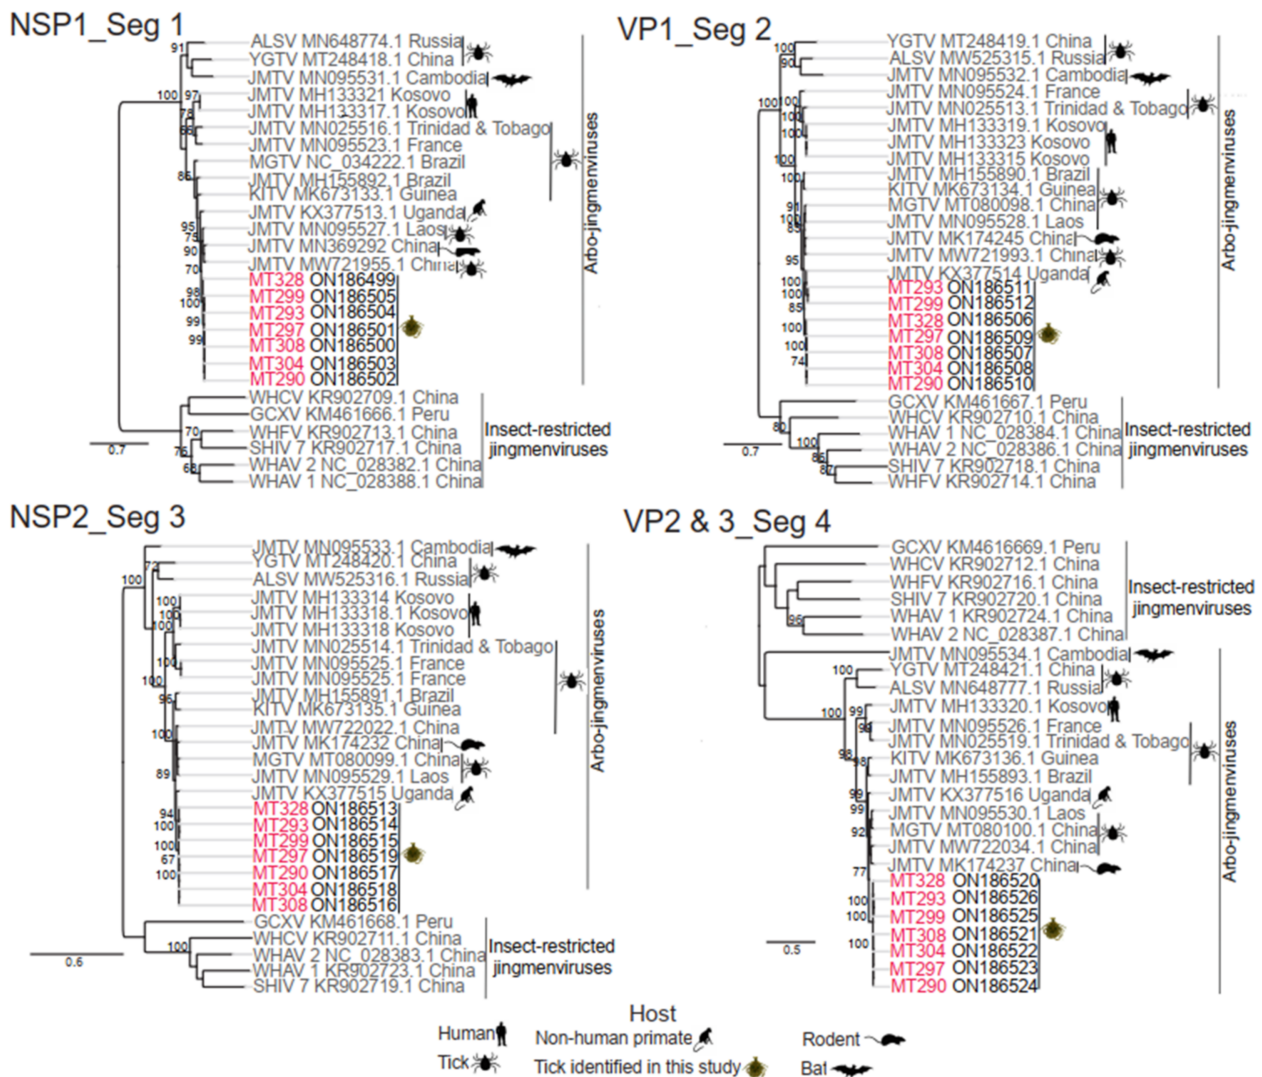 NSP1_Seg 1
91
ALSV MN648774.1 Russia
YGTV MT248418.1 China
JMTV MN095531.1 Cambodia
100
97
JMTV MH133321 Kosovo
78
JMTV MH133317.1 Kosovo
66
JMTV MN025516.1 Trinidad & Tobago
JMTV MN095523.1 France
MGTV NC_034222.1 Brazil
86
JMTV MH155892.1 Brazil
KITV MK673133.1 Guinea
JMTV KX377513.1 Uganda
95
JMTV MN095527.1 Laos
75
JMTV MN369292 China
90
JMTV MW721955.1 China
70
MT328 ON186499
98
MT299 ON186505
100
MT293 ON186504
99
MT297 ON186501
99
MT308 ON186500
MT304 ON186503
MT290 ON186502
Arbo-jingmenviruses
WHCV KR902709.1 China
GCXV KM461666.1 Peru
70
WHFV KR902713.1 China
76
SHIV 7 KR902717.1 China
68
WHAV 2 NC_028382.1 China
WHAV 1 NC_028388.1 China
Insect-restricted
jingmenviruses
0.7
VP1_Seg 2
100
YGTV MT248419.1 China
90
ALSV MW525315.1 Russia
JMTV MN095532.1 Cambodia
JMTV MN095524.1 France
100
100
JMTV MN025513.1 Trinidad & Tobago
100
JMTV MH133319.1 Kosovo
100
JMTV MH133323 Kosovo
100
JMTV MH133315 Kosovo
100
JMTV MH155890.1 Brazil
KITV MK673134.1 Guinea
91
MGTV MT080098.1 China
100
JMTV MN095528.1 Laos
85
JMTV MK174245 China
95
JMTV MW721993.1 China
JMTV KX377514 Uganda
100
MT293 ON186511
100
MT299 ON186512
85
MT328 ON186506
100
MT297 ON186509
100
MT308 ON186507
74
MT304 ON186508
MT290 ON186510
Arbo-jingmenviruses
GCXV KM461667.1 Peru
80
WHCV KR902710.1 China
100
WHAV 1 NC_028384.1 China
86
WHAV 2 NC_028386.1 China
87
SHIV 7 KR902718.1 China
WHFV KR902714.1 China
Insect-restricted
jingmenviruses
0.7
NSP2_Seg 3
JMTV MN095533.1 Cambodia
72
YGTV MT248420.1 China
100
ALSV MW525316.1 Russia
100
JMTV MH133314 Kosovo
100
JMTV MH133318.1 Kosovo
100
JMTV MH133318 Kosovo
JMTV MN025514.1 Trinidad & Tobago
100
JMTV MN095525.1 France
100
JMTV MN095525.1 France
96
JMTV MH155891.1 Brazil
KITV MK673135.1 Guinea
100
JMTV MW722022.1 China
JMTV MK174232 China
MGTV MT080099.1 China
89
JMTV MN095529.1 Laos
JMTV KX377515 Uganda
94
MT328 ON186513
100
MT293 ON186514
100
MT299 ON186515
67
MT297 ON186519
100
MT290 ON186517
MT304 ON186518
MT308 ON186516
Arbo-jingmenviruses
GCXV KM461668.1 Peru
100
WHCV KR902711.1 China
WHAV 2 NC_028383.1 China
WHAV 1 KR902723.1 China
SHIV 7 KR902719.1 China
Insect-restricted
jingmenviruses
0.6
VP2 & 3_Seg 4
GCXV KM4616669.1 Peru
WHCV KR902712.1 China
WHFV KR902716.1 China
SHIV 7 KR902720.1 China
96
WHAV 1 KR902724.1 China
WHAV 2 NC_028387.1 China
Insect-restricted
jingmenviruses
JMTV MN095534.1 Cambodia
100
YGTV MT248421.1 China
ALSV MN648777.1 Russia
100
99
JMTV MH133320.1 Kosovo
JMTV MN095526.1 France
JMTV MN025519.1 Trinidad & Tobago
98
98
KITV MK673136.1 Guinea
JMTV MH155893.1 Brazil
99
JMTV KX377516 Uganda
99
JMTV MN095530.1 Laos
92
MGTV MT080100.1 China
JMTV MW722034.1 China
77
JMTV MK174237 China
MT328 ON186520
100
MT293 ON186526
100
MT299 ON186525
MT308 ON186521
100
MT304 ON186522
MT297 ON186523
MT290 ON186524
Arbo-jingmenviruses
0.5
Host
Human
Non-human primate
Rodent
Tick
Tick identified in this study
Bat